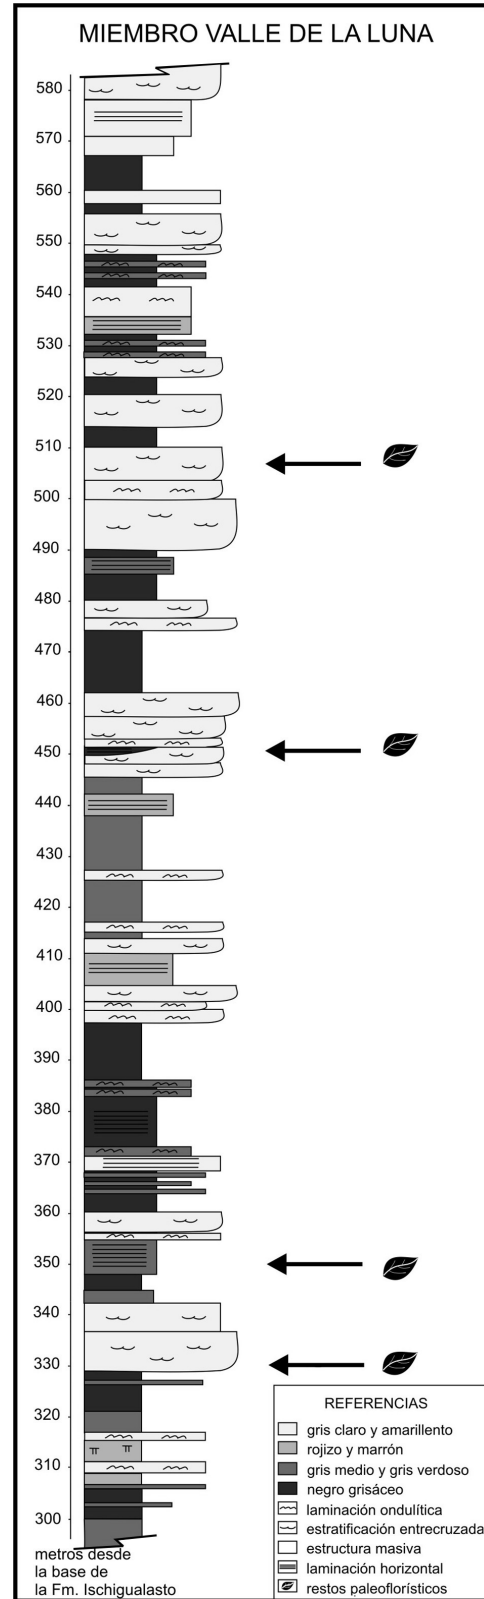 MIEMBRO VALLE DE LA LUNA
580
570
560
550
540
530
520
510
500
490
480
470
460
450
440
430
420
410
400
390
380
370
360
350
340
330
320
310
300
metros desde
la base de
la Fm. Ischigualasto
REFERENCIAS
gris claro y amarillento
rojizo y marrón
gris medio y gris verdoso
negro grisáceo
laminación ondulítica
estratificación entrecruzada
estructura masiva
laminación horizontal
restos paleoflorísticos